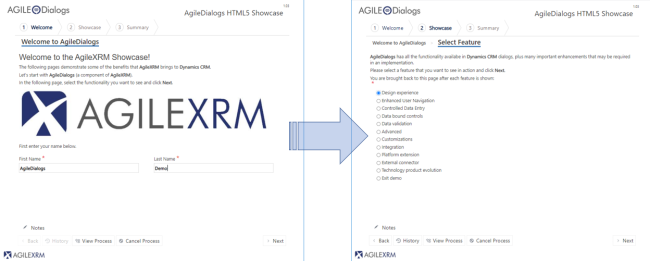 132
AGILE Dialogs
AgileDialogs HTML5 Showcase
1 Welcome
2 Showcase
3 Summary
Welcome to AgileDialogs
Welcome to the AgileXRM Showcase!
The following pages demonstrate some of the benefits that AgileXRM brings to Dynamics CRM.
Let's start with AgileDialogs (a component of AgileXRM).
In the following page, select the functionality you want to see and click Next.
AGILEXRM
First enter your name below.
First Name *
Last Name *
AgileDialogs
Demo
Notes
Back
History
View Process
Cancel Process
Next
AGILEXRM
132
AGILE Dialogs
AgileDialogs HTML5 Showcase
1 Welcome
2 Showcase
3 Summary
Welcome to AgileDialogs
Select Feature
AgileDialogs has all the functionality available in Dynamics CRM dialogs, plus many important enhancements that may be required
in an implementation.
Please select a feature that you want to see in action and click Next.
You are brought back to this page after each feature is shown:
*
Design experience
Enhanced User Navigation
Controlled Data Entry
Data bound controls
Data validation
Advanced
Customizations
Integration
Platform extension
External connector
Technology product evolution
Exit demo
Notes
Back
History
View Process
Cancel Process
Next
AGILEXRM